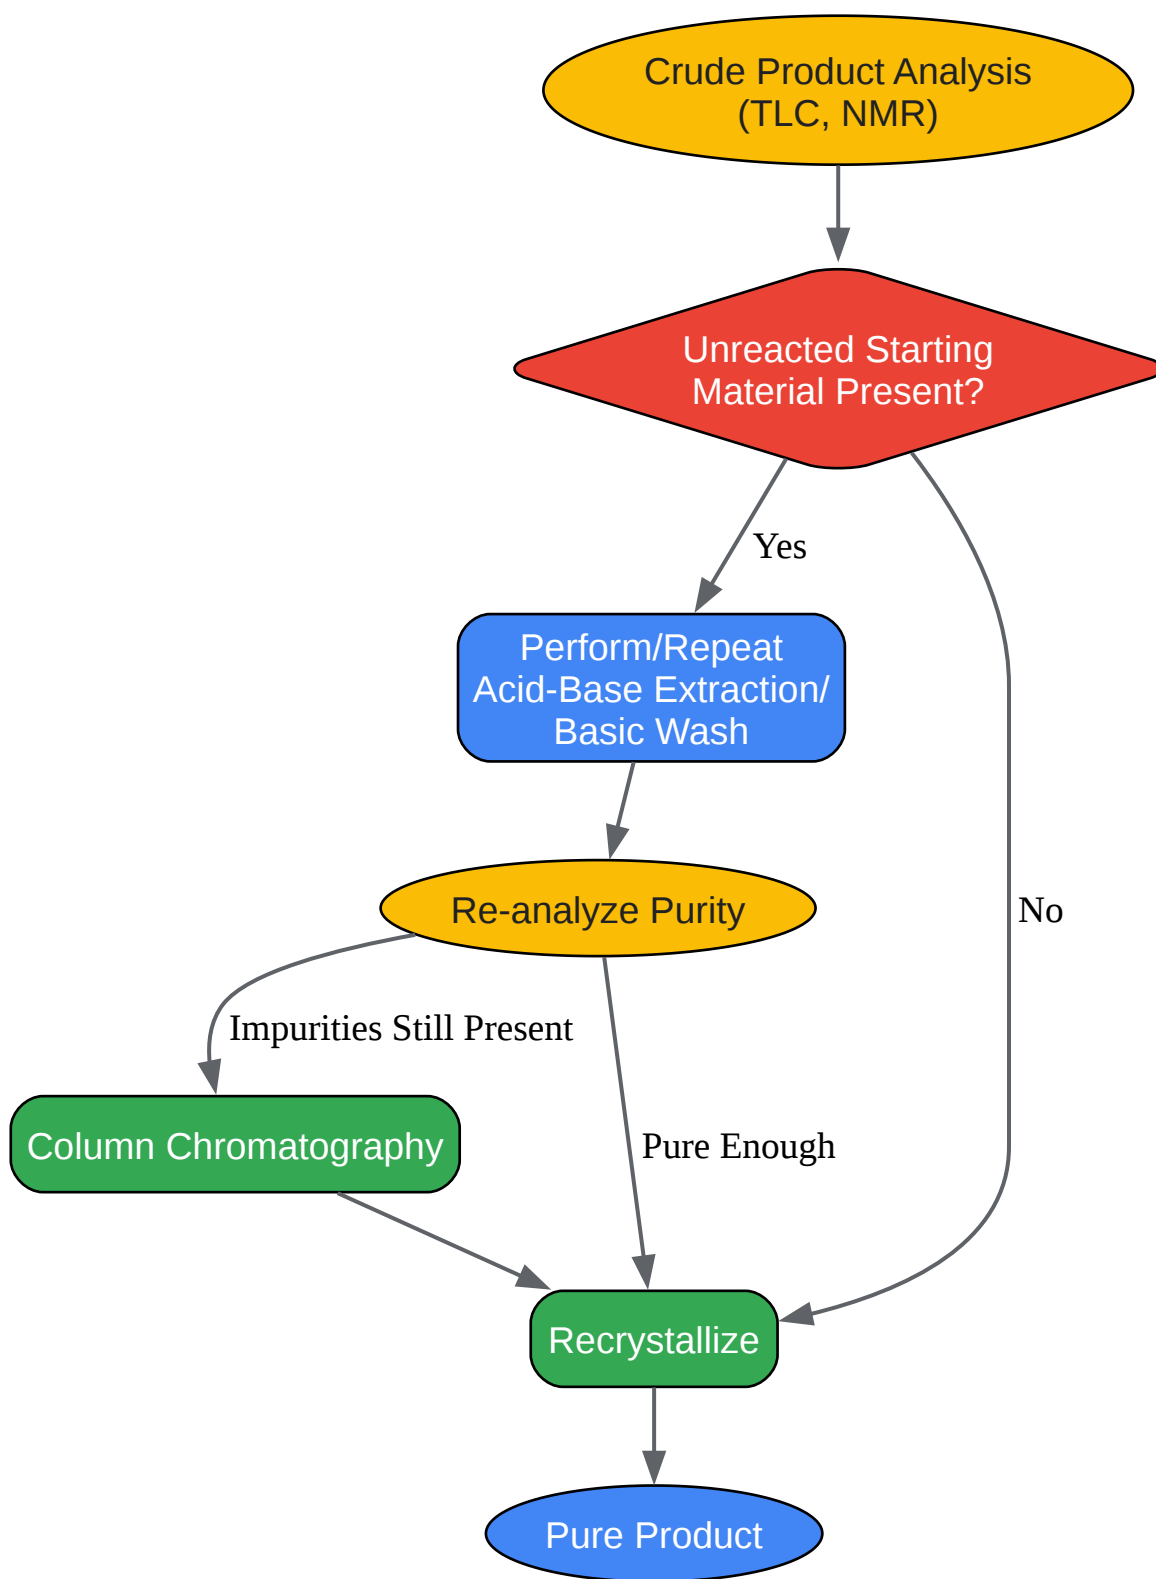 Crude Product Analysis
(TLC, NMR)
Unreacted Starting
Material Present?
Yes
Perform/Repeat
Acid-Base Extraction/
Basic Wash
Re-analyze Purity
No
Impurities Still Present
Column Chromatography
Pure Enough
Recrystallize
Pure Product